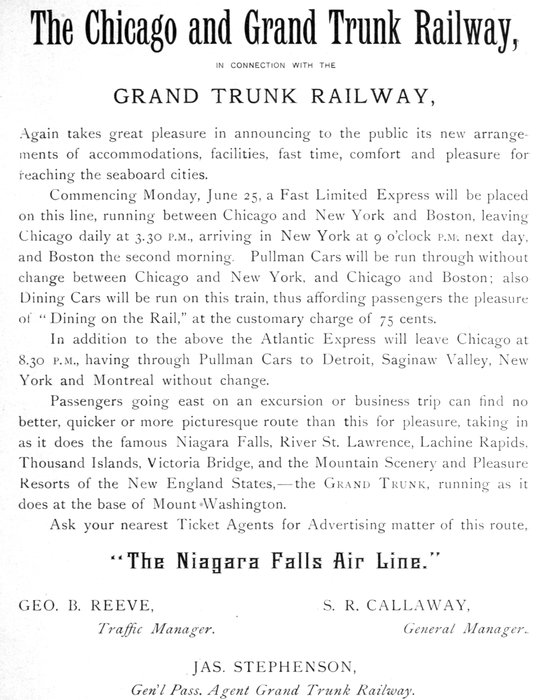 The Chicago and Grand Trunk Railway,
IN CONNECTION WITH THE
GRAND TRUNK RAILWAY,
Again takes great pleasure in announcing to the public its new arrange-
ments of accommodations, facilities, fast time, comfort and pleasure for
reaching the seaboard cities.
Commencing Monday, June 25, a Fast Limited Express will be placed
on this line, running between Chicago and New York and Boston, leaving
Chicago daily at 3.30 P.M., arriving in New York at 9 o'clock P.M. next day,
and Boston the second morning. Pullman Cars will be run through without
change between Chicago and New York, and Chicago and Boston; also
Dining Cars will be run on this train, thus affording passengers the pleasure
of "Dining on the Rail," at the customary charge of 75 cents.
In addition to the above the Atlantic Express will leave Chicago at
8.30 P.M., having through Pullman Cars to Detroit, Saginaw Valley, New
York and Montreal without change.
Passengers going east on an excursion or business trip can find no
better, quicker or more picturesque route than this for pleasure, taking in
as it does the famous Niagara Falls, River St. Lawrence, Lachine Rapids,
Thousand Islands, Victoria Bridge, and the Mountain Scenery and Pleasure
Resorts of the New England States,—the GRAND TRUNK, running as it
does at the base of Mount Washington.
Ask your nearest Ticket Agents for Advertising matter of this route,
"The Niagara Falls Air Line."
GEO. B. REEVE, S. R. CALLAWAY,
Traffic Manager. General Manager.
JAS. STEPHENSON,
Gen'l Pass. Agent Grand Trunk Railway.